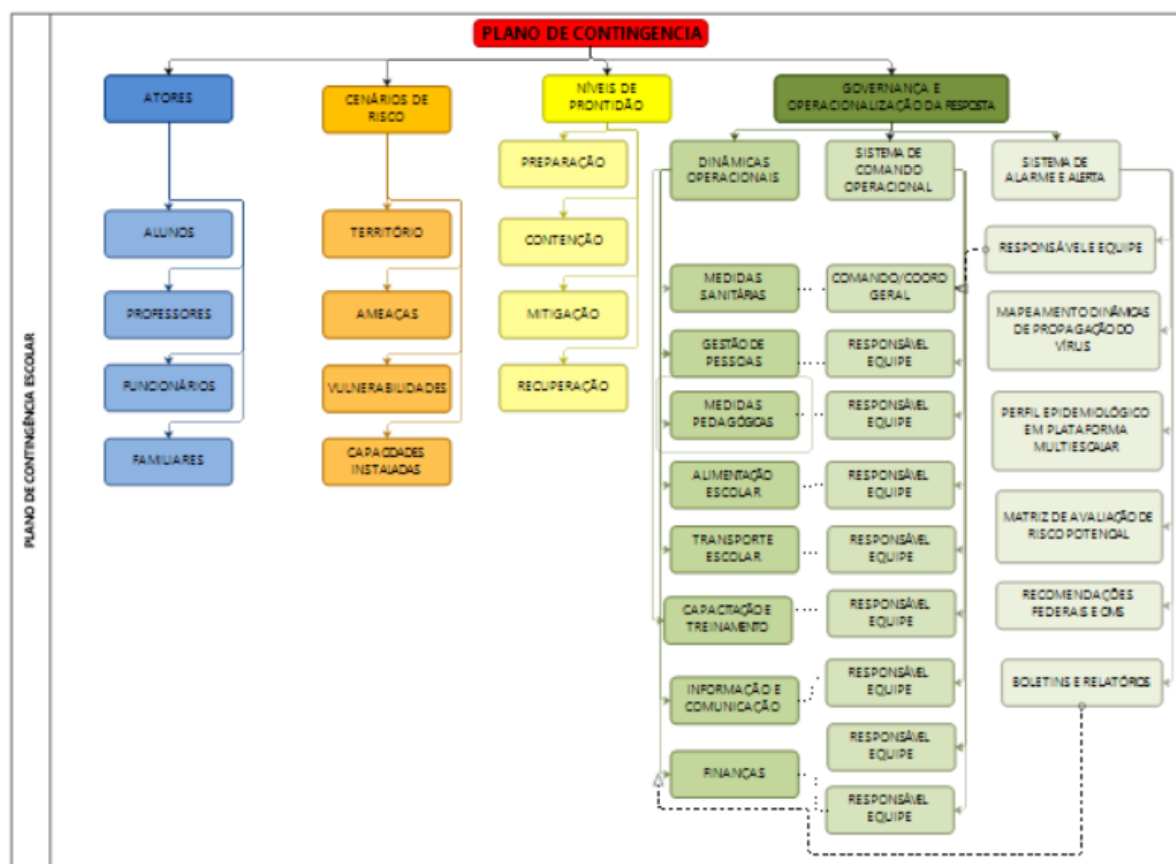 PLANO DE CONTINGÊNCIA ESCOLAR
PLANO DE CONTINGENCIA
ATORES
ALUNOS
PROFESSORES
FUNCIONÁRIOS
FAMILIARES
CENÁRIOS DE
RISCO
TERRITÓRIO
AMEAÇAS
VULNERABILIDADES
CAPACIDADES
INSTALADAS
NÍVEIS DE
PRONTIDÃO
PREPARAÇÃO
CONTENÇÃO
MITIGAÇÃO
RECUPERAÇÃO
GOVERNANÇA E
OPERACIONALIZAÇÃO DA RESPOSTA
DINÂMICAS
OPERACIONAIS
MEDIDAS
SANITÁRIAS
GESTÃO DE
PESSOAS
MEDIDAS
PEDAGÓGICAS
ALIMENTAÇÃO
ESCOLAR
TRANSPORTE
ESCOLAR
CAPACITAÇÃO E
TREINAMENTO
INFORMAÇÃO E
COMUNICAÇÃO
FINANÇAS
SISTEMA DE
COMANDO
OPERACIONAL
COMANDO/COORD
GERAL
RESPONSÁVEL
EQUIPE
RESPONSÁVEL
EQUIPE
RESPONSÁVEL
EQUIPE
RESPONSÁVEL
EQUIPE
RESPONSÁVEL
EQUIPE
RESPONSÁVEL
EQUIPE
RESPONSÁVEL
EQUIPE
RESPONSÁVEL
EQUIPE
SISTEMA DE
ALARME E ALERTA
RESPONSÁVEL E EQUIPE
MAPEAMENTO DINÂMICAS
DE PROPAGAÇÃO DO
VÍRUS
PERFIL EPIDEMIOLÓGICO
EM PLATAFORMA
MULTIESCALAR
MATRIZ DE AVALIAÇÃO DE
RISCO POTENCIAL
RECOMENDAÇÕES
FEDERAIS E OMS
BOLETINS E RELATÓRIOS